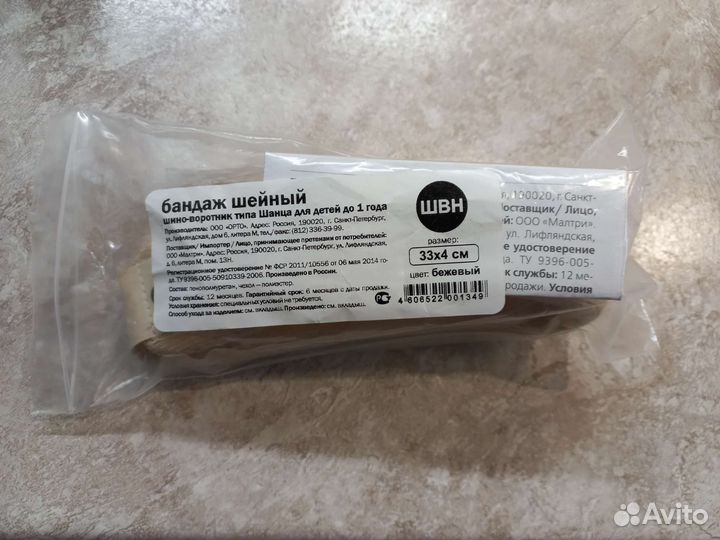 бандаж шейный
шино-воротник типа Шанца для детей до 1 года
Производитель: ООО «ОРТО». Адрес: Россия, 190020, г. Санкт-Петербург,
ул. Лифляндская, дом 6, литера М, тел./факс: (812) 336-39-99.
Поставщик/ Импортер / Лицо, принимающее претензии от потребителей:
ООО «Малтри». Адрес: Россия, 190020, г. Санкт-Петербург, ул. Лифляндская,
д. 6, литера М, пом. 13Н.
Регистрационное удостоверение № ФСР 2011/10556 от 06 мая 2014 го-
да. ТУ 9396-005-50910339-2006. Произведено в России.
Состав: пенополиуретан, чехол — полиэстер.
Срок службы: 12 месяцев. Гарантийный срок: 6 месяцев с даты продажи.
Условия хранения: специальных условий не требуется.
Способ ухода за изделием: см. вкладыш. Произведено: см. вкладыш.
ШВН
размер:
33х4 см
цвет: бежевый
4 606522 001349
190020, г. Санкт-
Поставщик / Лицо,
ООО «Малтри».
ул. Лифляндская,
удостоверение
да. ТУ 9396-005-
к службы: 12 ме-
родажи. Условия
Avito